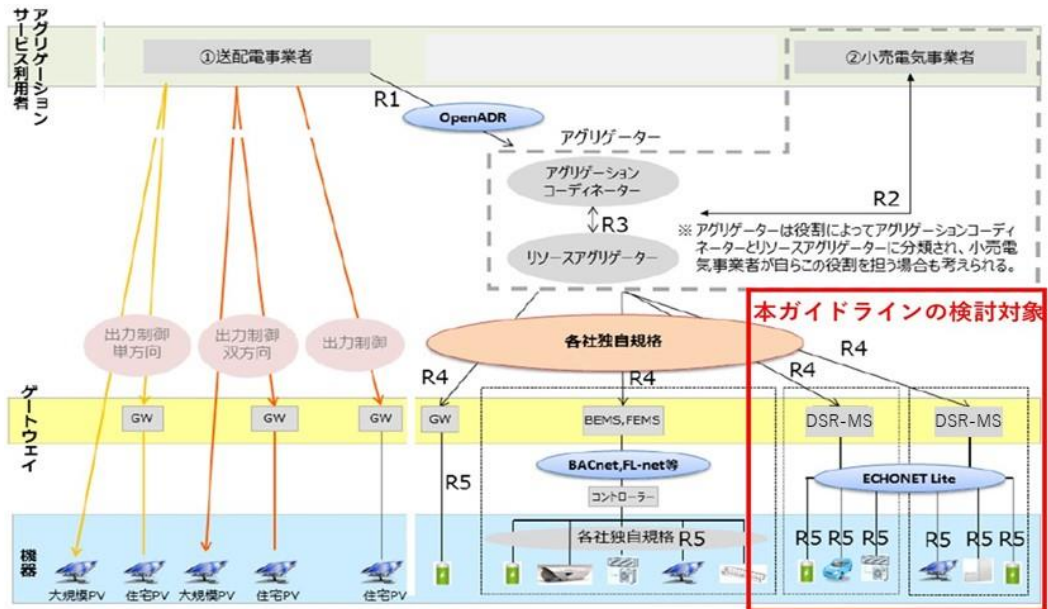 アグリゲーション
サービス利用者
①送配電事業者
②小売電気事業者
R1
OpenADR
アグリゲーター
アグリゲーション
コーディネーター
R3
R2
リソースアグリゲーター
※ アグリゲーターは役割によってアグリゲーションコーディ
ネーターとリソースアグリゲーターに分類され、小売電
気事業者が自らこの役割を担う場合も考えられる。
本ガイドラインの検討対象
出力制御
単方向
出力制御
双方向
出力制御
各社独自規格
R4
R4
R4
R4
ゲートウェイ
GW
GW
GW
GW
BEMS,FEMS
DSR-MS
DSR-MS
BACnet,FL-net等
ECHONET Lite
R5
コントローラー
各社独自規格
R5
R5
R5
R5
R5
R5
R5
機器
大規模PV
住宅PV
大規模PV
住宅PV
住宅PV